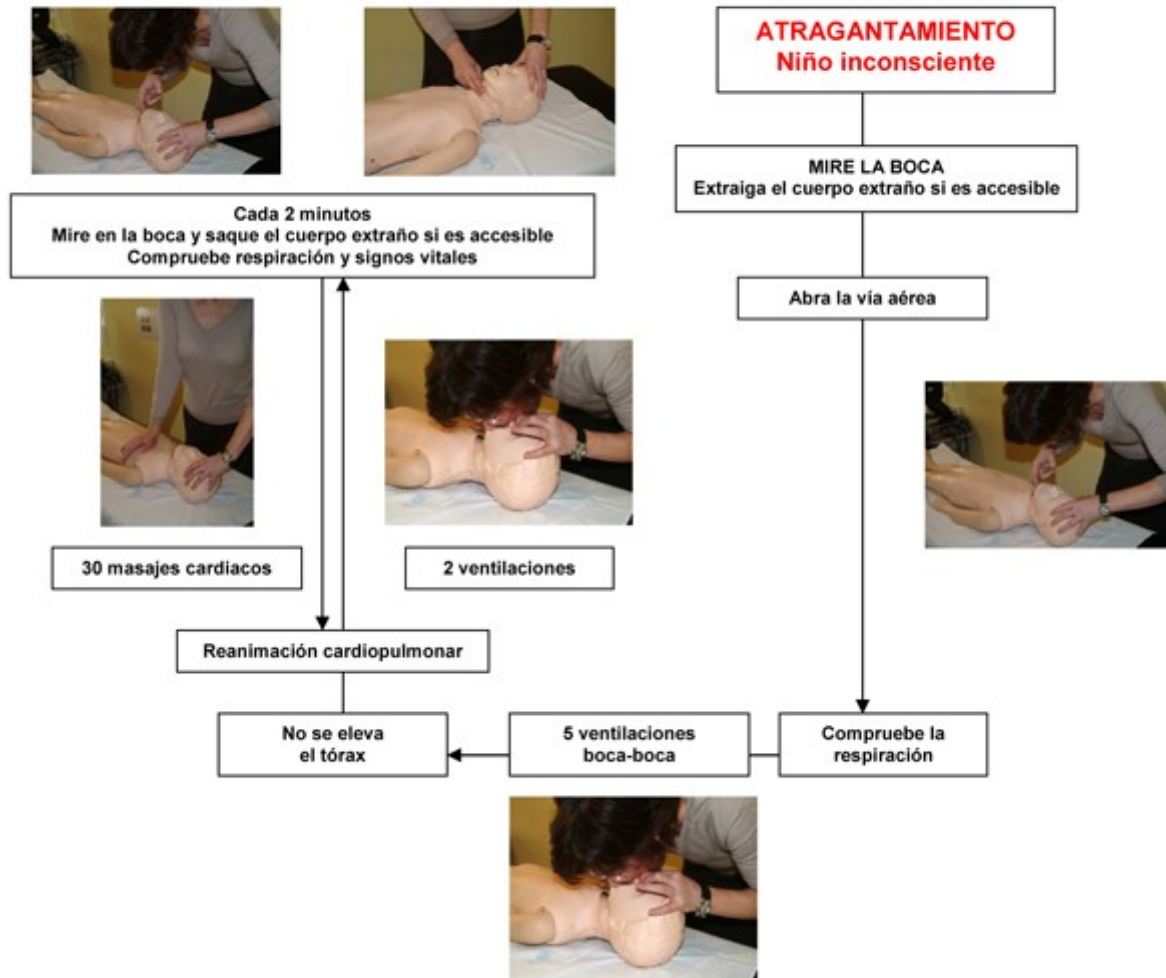 ATRAGANTAMIENTO
Niño inconsciente
MIRE LA BOCA
Extraiga el cuerpo extraño si es accesible
Abra la vía aérea
Compruebe la
respiración
5 ventilaciones
boca-boca
No se eleva
el tórax
Reanimación cardiopulmonar
30 masajes cardiacos
2 ventilaciones
Cada 2 minutos
Mire en la boca y saque el cuerpo extraño si es accesible
Compruebe respiración y signos vitales